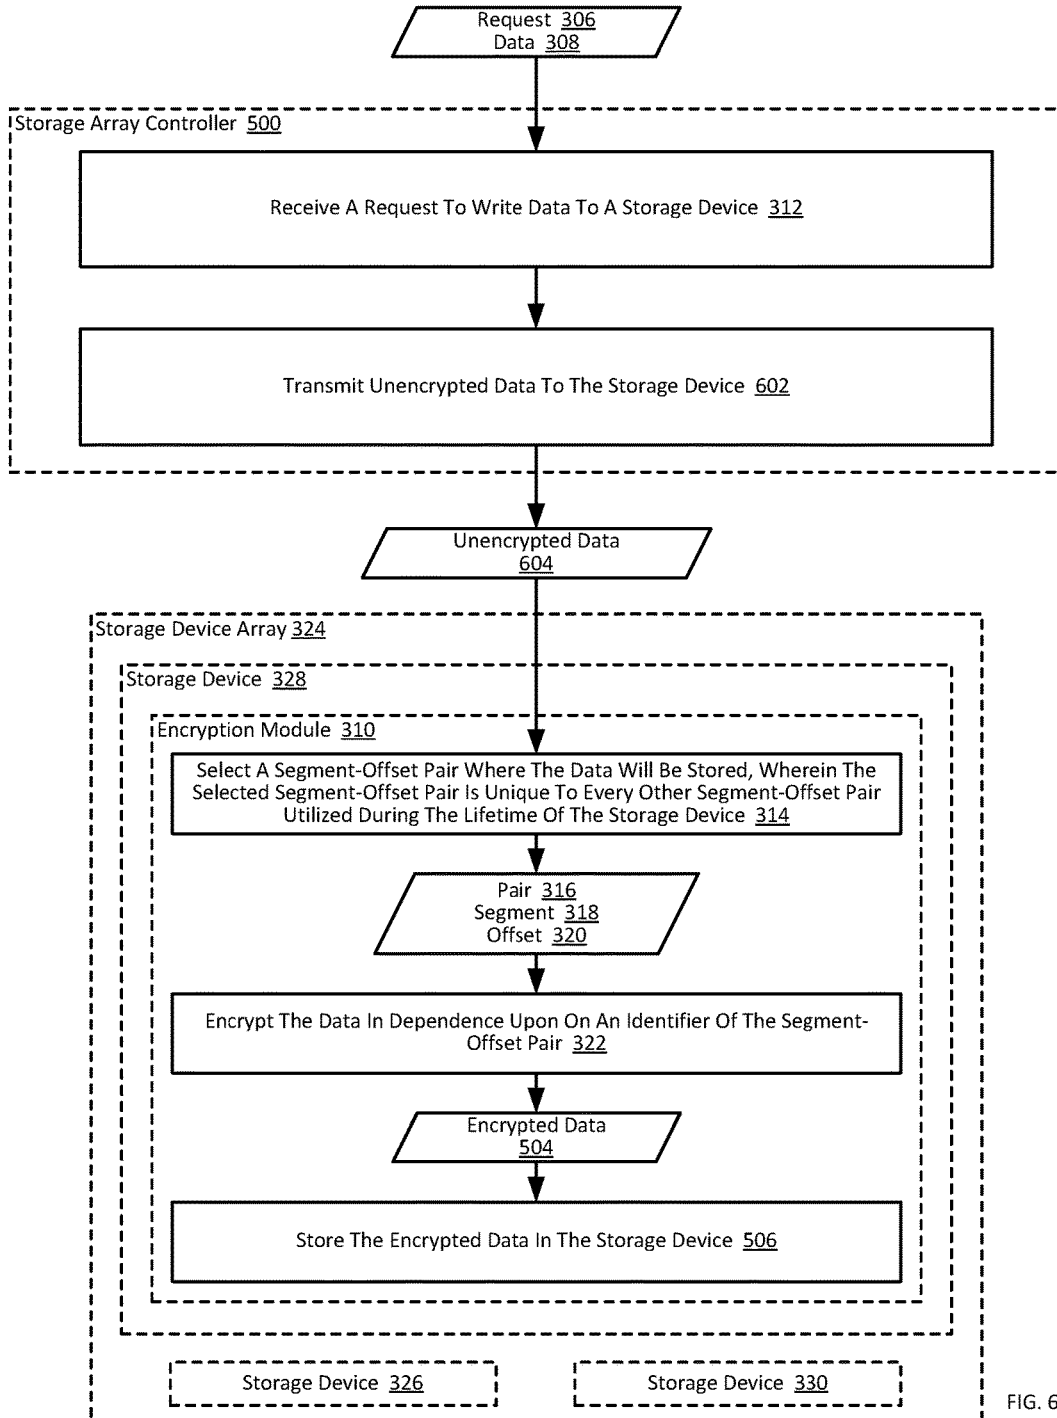 Request 306
Data 308
Storage Array Controller 500
Receive A Request To Write Data To A Storage Device 312
Transmit Unencrypted Data To The Storage Device 602
Unencrypted Data
604
Storage Device Array 324
Storage Device 328
Encryption Module 310
Select A Segment-Offset Pair Where The Data Will Be Stored, Wherein The
Selected Segment-Offset Pair Is Unique To Every Other Segment-Offset Pair
Utilized During The Lifetime Of The Storage Device 314
Pair 316
Segment 318
Offset 320
Encrypt The Data In Dependence Upon On An Identifier Of The Segment-
Offset Pair 322
Encrypted Data
504
Store The Encrypted Data In The Storage Device 506
Storage Device 326
Storage Device 330
FIG. 6